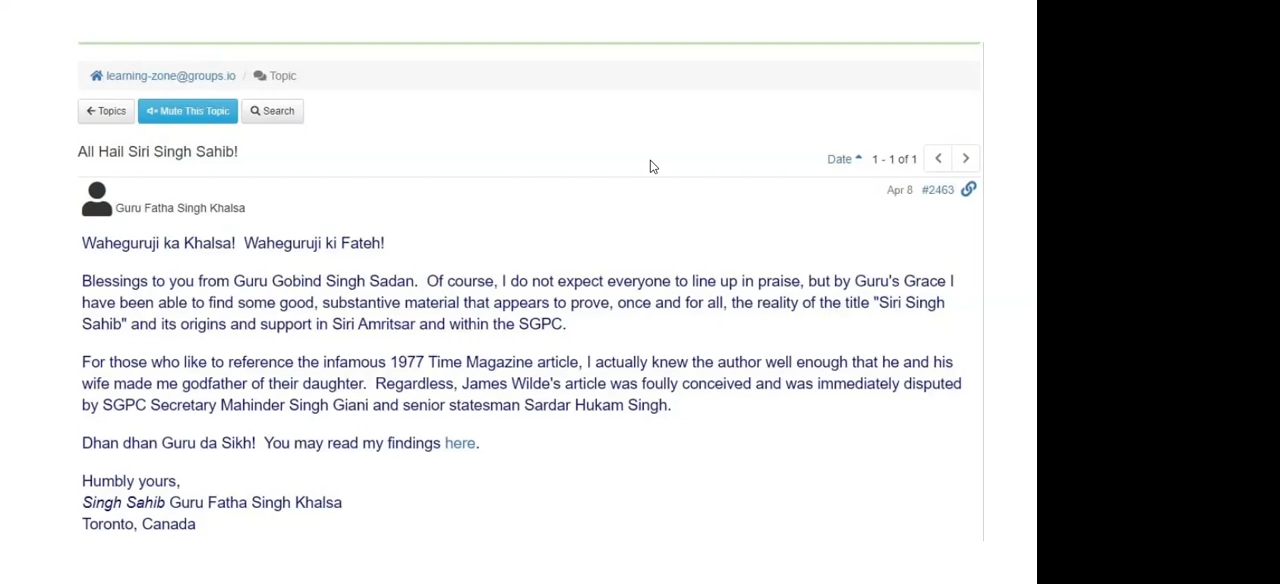 learning-zone@groups.io / Topic
Topics Mute This Topic Search
All Hail Siri Singh Sahib!
Date 1 - 1 of 1
Apr 8 #2463
Guru Fatha Singh Khalsa
Waheguruji ka Khalsa! Waheguruji ki Fateh!
Blessings to you from Guru Gobind Singh Sadan. Of course, I do not expect everyone to line up in praise, but by Guru's Grace I
have been able to find some good, substantive material that appears to prove, once and for all, the reality of the title "Siri Singh
Sahib" and its origins and support in Siri Amritsar and within the SGPC.
For those who like to reference the infamous 1977 Time Magazine article, I actually knew the author well enough that he and his
wife made me godfather of their daughter. Regardless, James Wilde's article was foully conceived and was immediately disputed
by SGPC Secretary Mahinder Singh Giani and senior statesman Sardar Hukam Singh.
Dhan dhan Guru da Sikh! You may read my findings here.
Humbly yours,
Singh Sahib Guru Fatha Singh Khalsa
Toronto, Canada